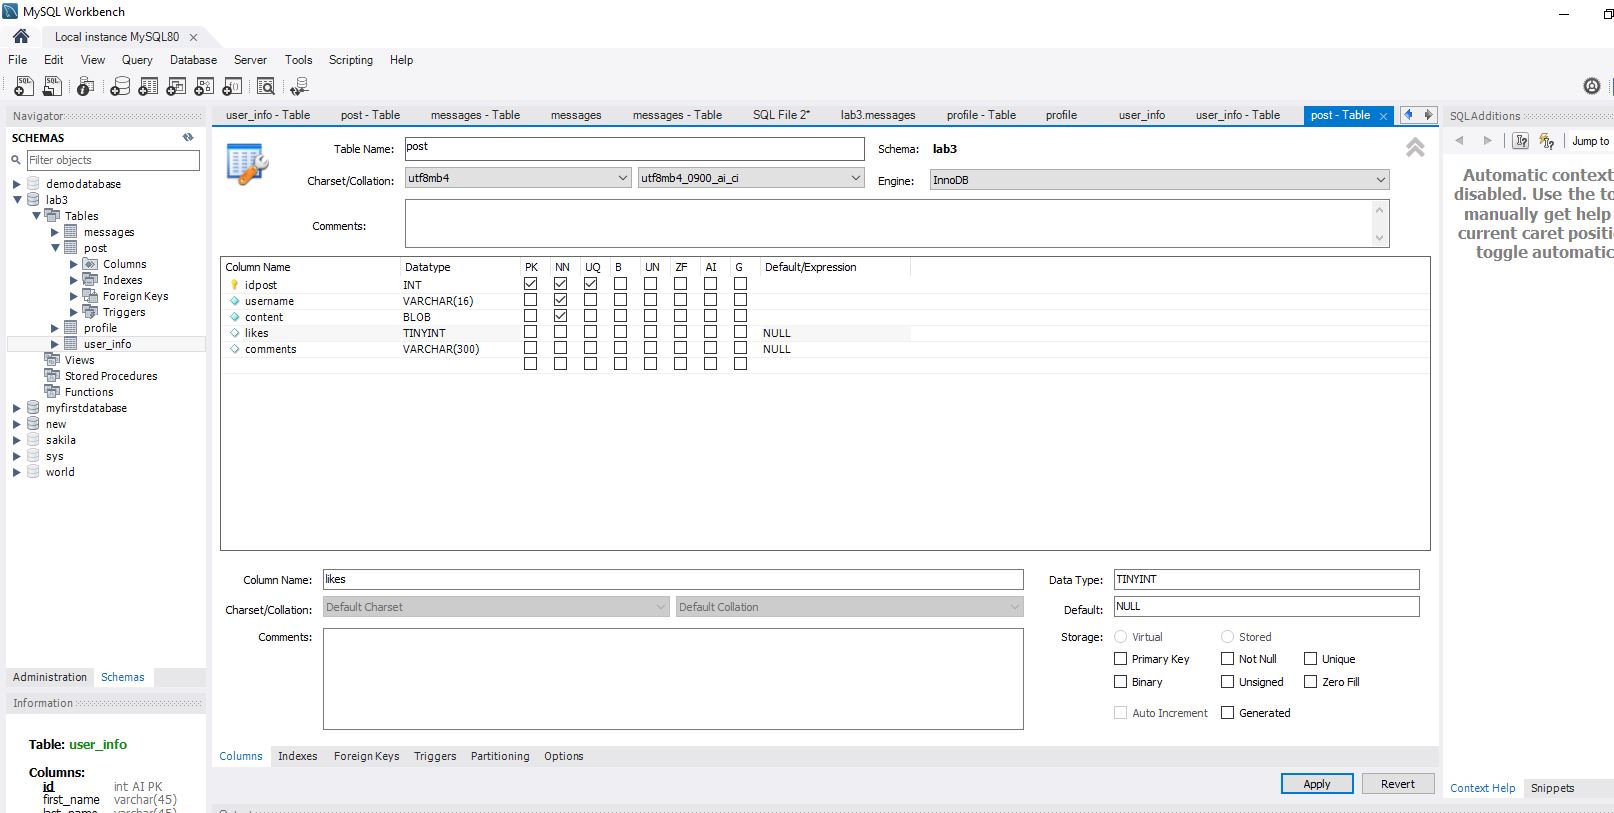 MySQL Workbench
Local instance MySQL80
File Edit View Query Database Server Tools Scripting Help
Navigator
SCHEMAS
Filter objects
demodatabase
lab3
Tables
messages
post
Columns
Indexes
Foreign Keys
Triggers
profile
user_info
Views
Stored Procedures
Functions
myfirstdatabase
new
sakila
sys
world
Administration Schemas
Information
Table: user_info
Columns:
id int AI PK
first_name varchar(45)
last_name varchar(45)
user_info - Table post - Table messages - Table messages messages - Table SQL File 2* lab3.messages profile - Table profile user_info user_info - Table post - Table
Table Name: post Schema: lab3
Charset/Collation: utf8mb4 utf8mb4_0900_ai_ci Engine: InnoDB
Comments:
Column Name Datatype PK NN UQ B UN ZF AI G Default/Expression
idpost INT
username VARCHAR(16)
content BLOB
likes TINYINT NULL
comments VARCHAR(300) NULL
Column Name: likes Data Type: TINYINT
Charset/Collation: Default Charset Default Collation Default: NULL
Comments: Storage: Virtual Stored
Primary Key Not Null Unique
Binary Unsigned Zero Fill
Auto Increment Generated
Columns Indexes Foreign Keys Triggers Partitioning Options
Apply Revert
SQLAdditions
Jump to
Automatic context
disabled. Use the to
manually get help
current caret positi
toggle automatic
Context Help Snippets